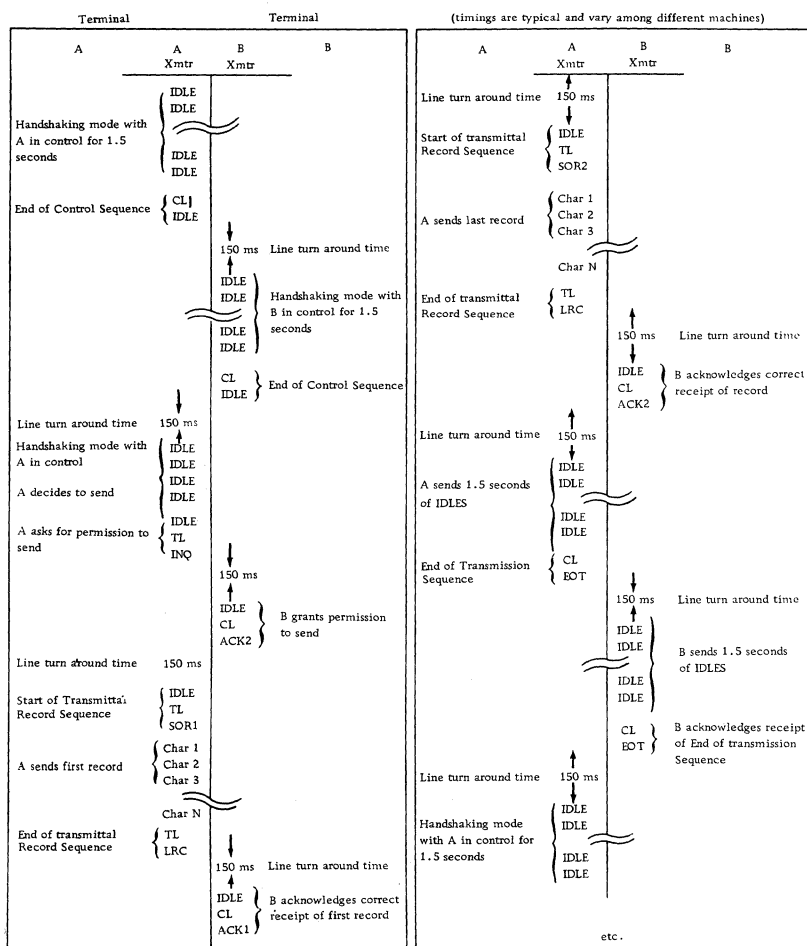 Terminal Terminal
A A B B
Xmtr Xmtr
IDLE
IDLE
Handshaking mode with
A in control for 1.5
seconds
IDLE
IDLE
End of Control Sequence
CL
IDLE
150 ms Line turn around time
IDLE
IDLE
Handshaking mode with
B in control for 1.5
seconds
IDLE
IDLE
CL
IDLE
End of Control Sequence
Line turn around time 150 ms
Handshaking mode with
A in control
IDLE
IDLE
IDLE
A decides to send
IDLE
A asks for permission to
send
IDLE
TL
INQ
150 ms
IDLE
CL
ACK2
B grants permission
to send
Line turn around time 150 ms
Start of Transmittal
Record Sequence
IDLE
TL
SOR1
A sends first record
Char 1
Char 2
Char 3
Char N
End of transmittal
Record Sequence
TL
LRC
150 ms Line turn around time
IDLE
CL
ACK1
B acknowledges correct
receipt of first record
(timings are typical and vary among different machines)
A A B B
Xmtr Xmtr
Line turn around time 150 ms
Start of transmittal
Record Sequence
IDLE
TL
SOR2
A sends last record
Char 1
Char 2
Char 3
Char N
End of transmittal
Record Sequence
TL
LRC
150 ms Line turn around time
IDLE
CL
ACK2
B acknowledges correct
receipt of record
Line turn around time 150 ms
A sends 1.5 seconds
of IDLES
IDLE
IDLE
IDLE
IDLE
End of Transmission
Sequence
CL
EOT
150 ms Line turn around time
IDLE
IDLE
B sends 1.5 seconds
of IDLES
IDLE
IDLE
CL
EOT
B acknowledges receipt
of End of transmission
Sequence
Line turn around time 150 ms
Handshaking mode
with A in control for
1.5 seconds
IDLE
IDLE
IDLE
IDLE
etc.